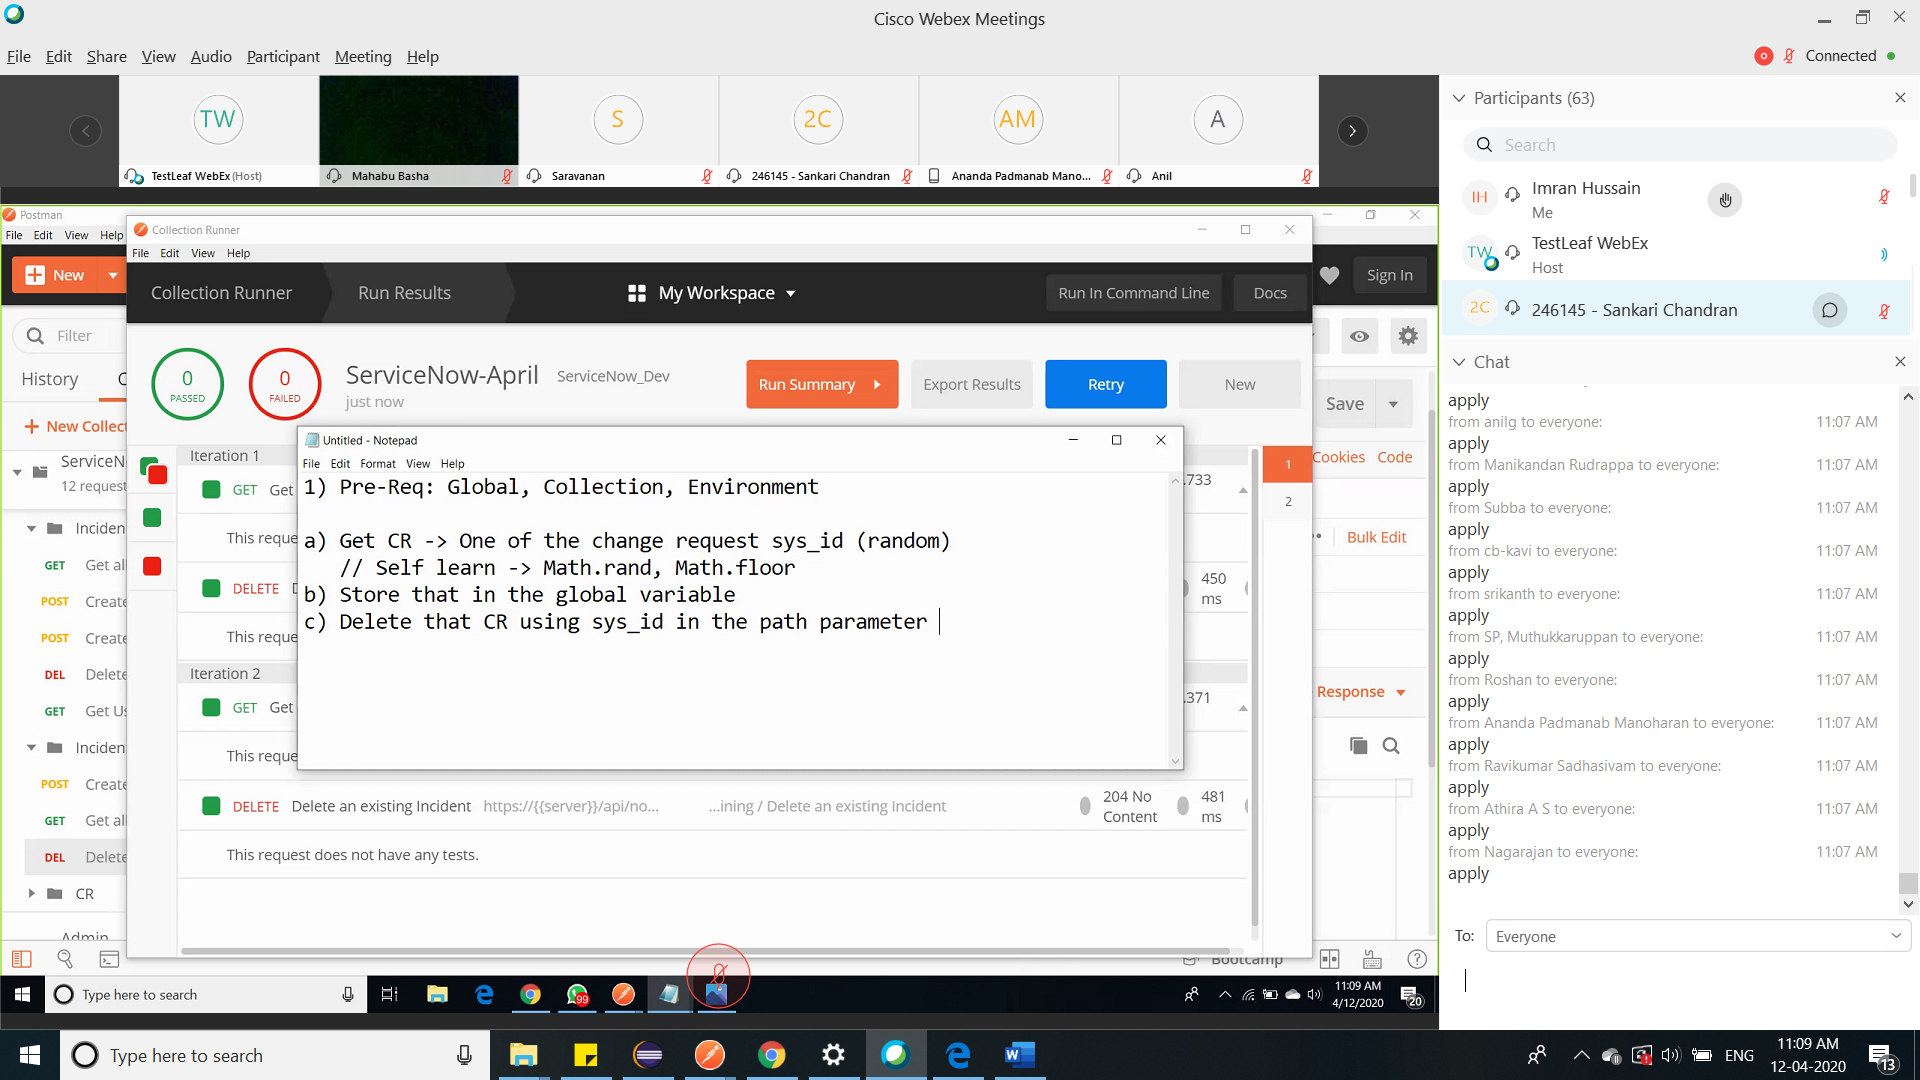 Cisco Webex Meetings
File Edit Share View Audio Participant Meeting Help
Connected
TW
S
2C
AM
A
TestLeaf WebEx (Host)
Mahabu Basha
Saravanan
246145 - Sankari Chandran
Ananda Padmanab Mano...
Anil
Participants (63)
Search
IH
Imran Hussain
Me
TW
TestLeaf WebEx
Host
2C
246145 - Sankari Chandran
Postman
File Edit View Help
New
Sign In
Filter
History
New Collect
ServiceN
12 request
Inciden
GET Get all
POST Create
POST Create
DEL Delete
GET Get Us
Inciden
POST Create
GET Get all
DEL Delete
CR
Admin
Save
Cookies Code
Bulk Edit
Response
Bootcamp
Collection Runner
File Edit View Help
Collection Runner
Run Results
My Workspace
Run In Command Line
Docs
0
PASSED
0
FAILED
ServiceNow-April
ServiceNow_Dev
just now
Run Summary
Export Results
Retry
New
Iteration 1
GET Get
.733
This reque
DELETE
450
ms
This reque
1
2
Iteration 2
GET Get
.371
This reque
DELETE Delete an existing Incident https://{{server}}/api/no... ...ining / Delete an existing Incident
204 No
Content
481
ms
This request does not have any tests.
Untitled - Notepad
File Edit Format View Help
1) Pre-Req: Global, Collection, Environment
a) Get CR -> One of the change request sys_id (random)
// Self learn -> Math.rand, Math.floor
b) Store that in the global variable
c) Delete that CR using sys_id in the path parameter
Chat
apply
from anilg to everyone: 11:07 AM
apply
from Manikandan Rudrappa to everyone: 11:07 AM
apply
from Subba to everyone: 11:07 AM
apply
from cb-kavi to everyone: 11:07 AM
apply
from srikanth to everyone: 11:07 AM
apply
from SP, Muthukkaruppan to everyone: 11:07 AM
apply
from Roshan to everyone: 11:07 AM
apply
from Ananda Padmanab Manoharan to everyone: 11:07 AM
apply
from Ravikumar Sadhasivam to everyone: 11:07 AM
apply
from Athira A S to everyone: 11:07 AM
apply
from Nagarajan to everyone: 11:07 AM
apply
To: Everyone
Type here to search
99
11:09 AM
4/12/2020
20
Type here to search
ENG
11:09 AM
12-04-2020
13